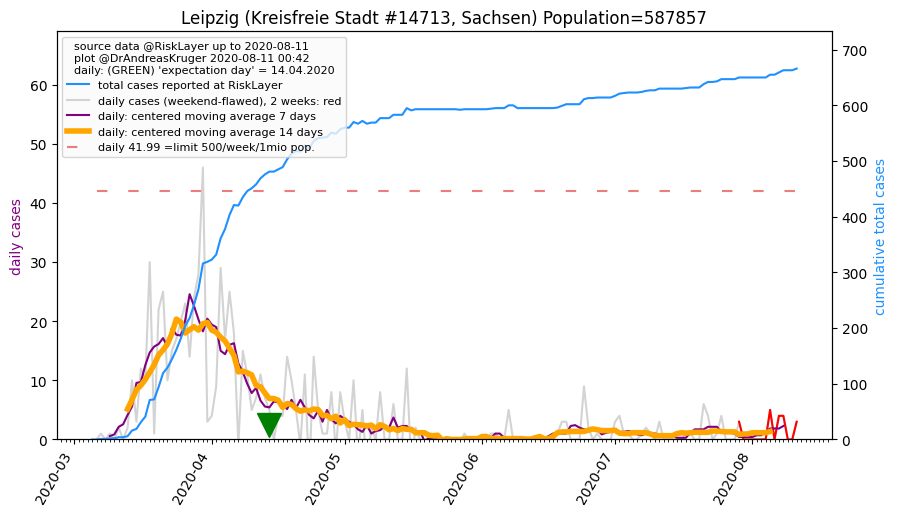 Leipzig (Kreisfreie Stadt #14713, Sachsen) Population=587857
source data @RiskLayer up to 2020-08-11
plot @DrAndreasKruger 2020-08-11 00:42
daily: (GREEN) 'expectation day' = 14.04.2020
total cases reported at RiskLayer
daily cases (weekend-flawed), 2 weeks: red
daily: centered moving average 7 days
daily: centered moving average 14 days
daily 41.99 =limit 500/week/1mio pop.
daily cases
60
50
40
30
20
10
0
cumulative total cases
700
600
500
400
300
200
100
0
2020-03
2020-04
2020-05
2020-06
2020-07
2020-08